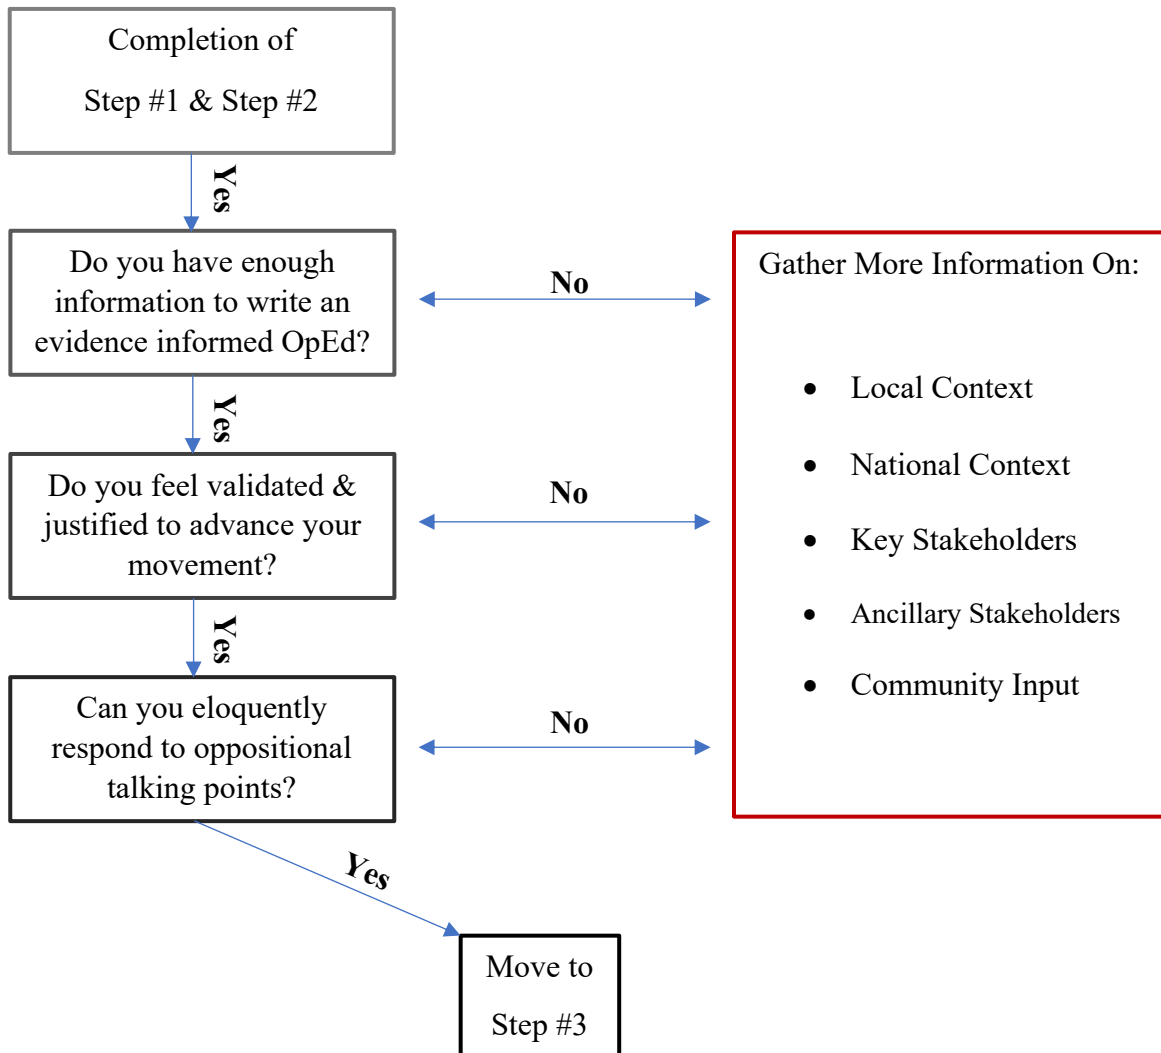 Completion of
Step #1 & Step #2
Yes
Do you have enough
information to write an
evidence informed OpEd?
No
Gather More Information On:
• Local Context
• National Context
• Key Stakeholders
• Ancillary Stakeholders
• Community Input
Yes
Do you feel validated &
justified to advance your
movement?
No
Yes
Can you eloquently
respond to oppositional
talking points?
No
Yes
Move to
Step #3